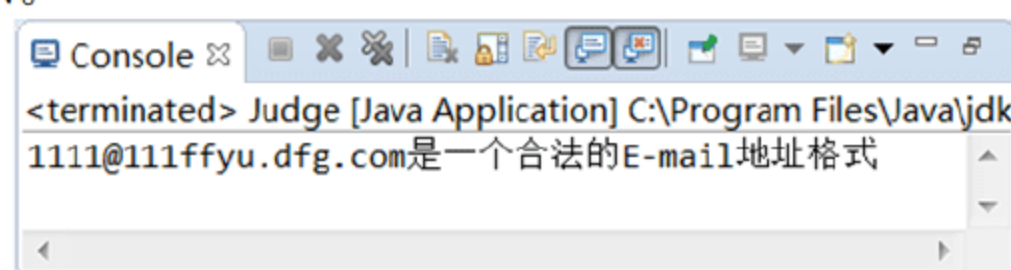 Console
<terminated> Judge [Java Application] C:\Program Files\Java\jdk
1111@111ffyu.dfg.com是一个合法的E-mail地址格式